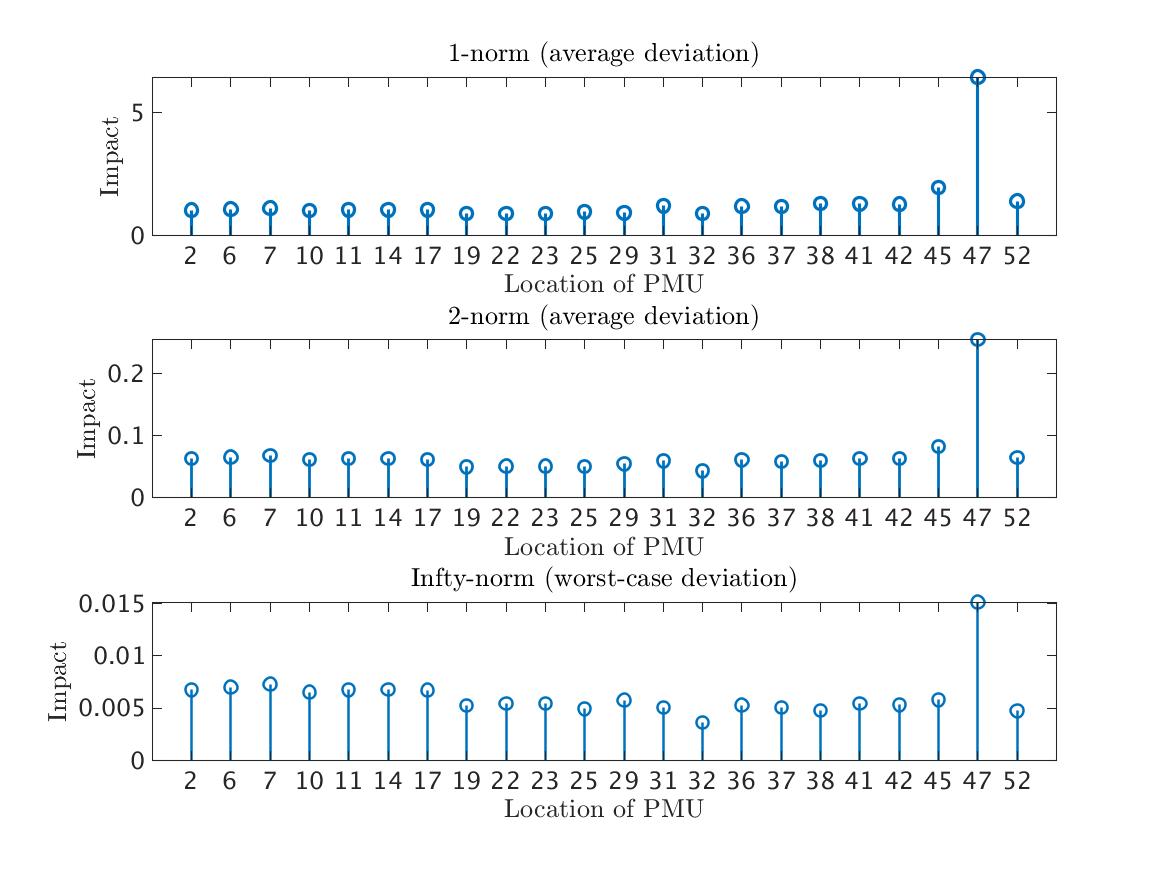 1-norm (average deviation)
5
0
Impact
2 6 7 10 11 14 17 19 22 23 25 29 31 32 36 37 38 41 42 45 47 52
Location of PMU
2-norm (average deviation)
0.2
0.1
0
Impact
2 6 7 10 11 14 17 19 22 23 25 29 31 32 36 37 38 41 42 45 47 52
Location of PMU
Infty-norm (worst-case deviation)
0.015
0.01
0.005
0
Impact
2 6 7 10 11 14 17 19 22 23 25 29 31 32 36 37 38 41 42 45 47 52
Location of PMU